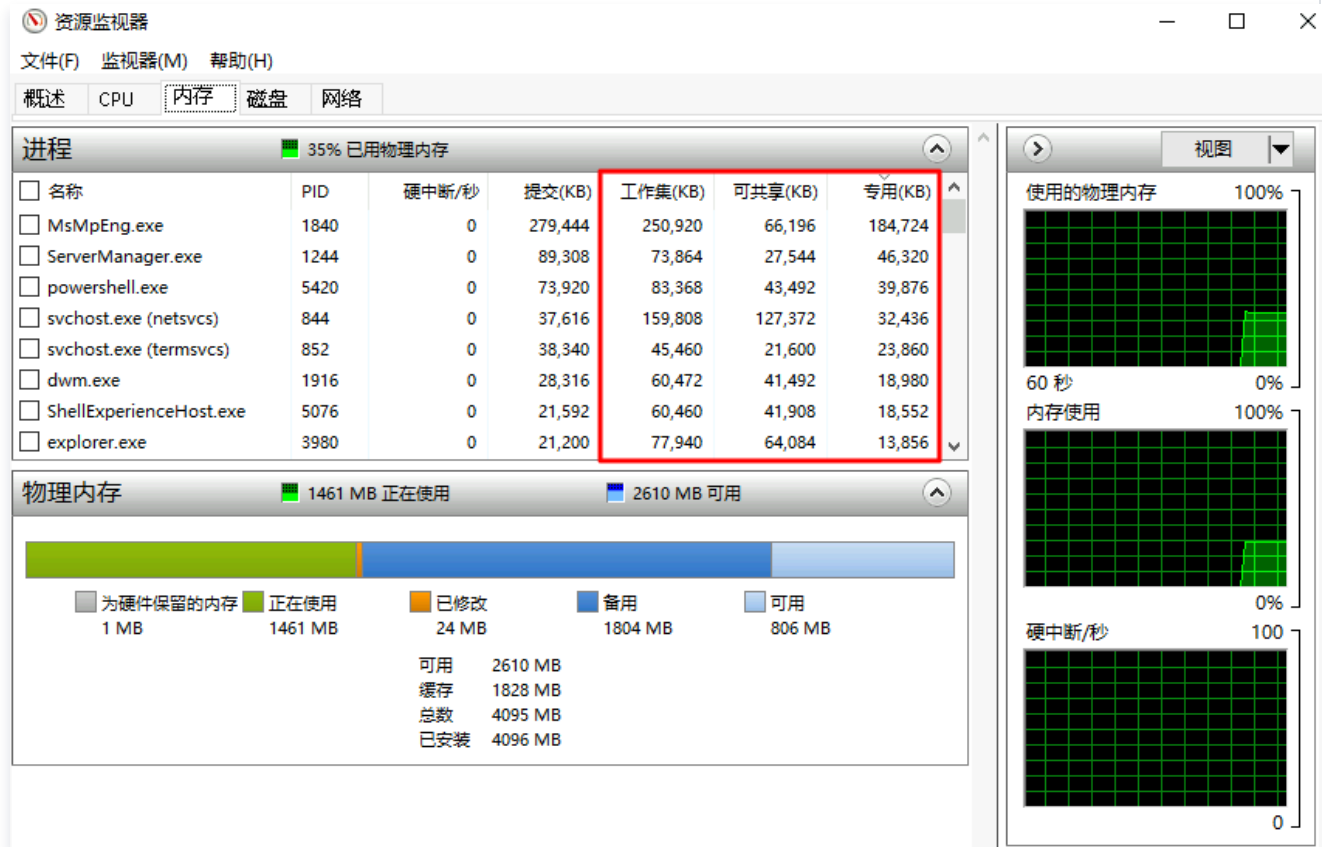 资源监视器
文件(F) 监视器(M) 帮助(H)
概述 CPU 内存 磁盘 网络
进程 35% 已用物理内存
名称 PID 硬中断/秒 提交(KB) 工作集(KB) 可共享(KB) 专用(KB)
MsMpEng.exe 1840 0 279,444 250,920 66,196 184,724
ServerManager.exe 1244 0 89,308 73,864 27,544 46,320
powershell.exe 5420 0 73,920 83,368 43,492 39,876
svchost.exe (netsvcs) 844 0 37,616 159,808 127,372 32,436
svchost.exe (termsvcs) 852 0 38,340 45,460 21,600 23,860
dwm.exe 1916 0 28,316 60,472 41,492 18,980
ShellExperienceHost.exe 5076 0 21,592 60,460 41,908 18,552
explorer.exe 3980 0 21,200 77,940 64,084 13,856
物理内存 1461 MB 正在使用 2610 MB 可用
为硬件保留的内存 正在使用 已修改 备用 可用
1 MB 1461 MB 24 MB 1804 MB 806 MB
可用 2610 MB
缓存 1828 MB
总数 4095 MB
已安装 4096 MB
视图
使用的物理内存 100%
60 秒 0%
内存使用 100%
0%
硬中断/秒 100
0